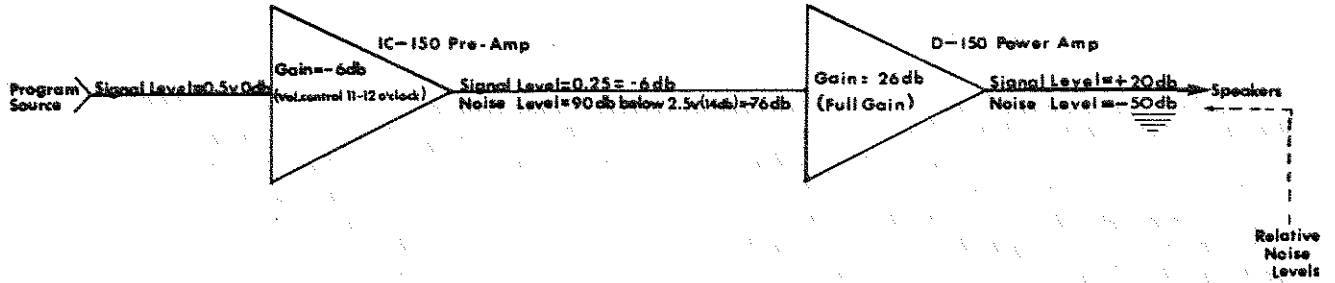 IC-150 Pre-Amp
D-150 Power Amp
Program
Source
Signal Level=0.5v 0db
Gain=-6db
(Vol.control 11-12 o'clock)
Signal Level=0.25=-6db
Noise Level=90db below 2.5v(14db)=-76db
Gain: 26db
(Full Gain)
Signal Level=+20db
Noise Level=-50db
Speakers
Relative
Noise
Levels